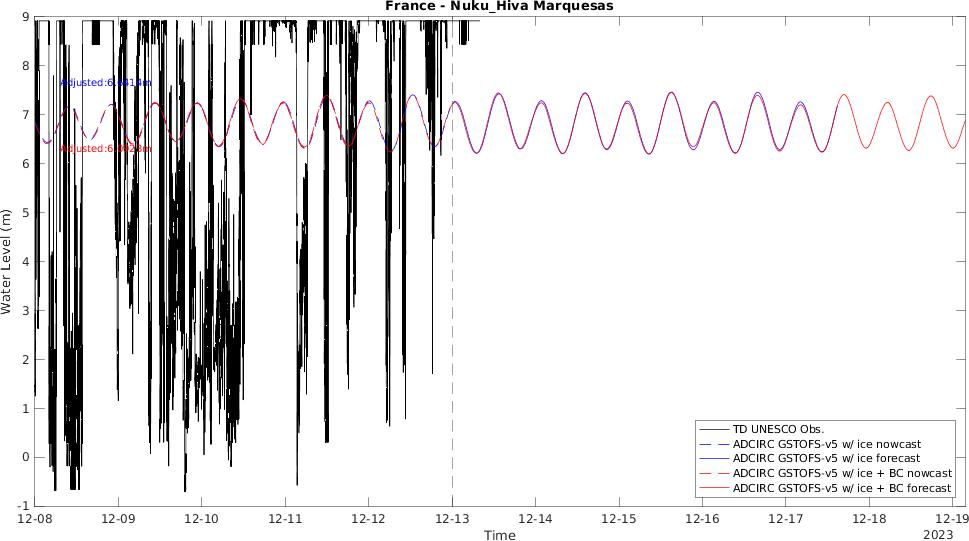 France - Nuku_Hiva Marquesas
9
8
7
6
5
4
3
2
1
0
-1
Water Level (m)
TD UNESCO Obs.
ADCIRC GSTOFS-v5 w/ ice nowcast
ADCIRC GSTOFS-v5 w/ ice forecast
ADCIRC GSTOFS-v5 w/ ice + BC nowcast
ADCIRC GSTOFS-v5 w/ ice + BC forecast
12-08 12-09 12-10 12-11 12-12 12-13 12-14 12-15 12-16 12-17 12-18 12-19
Time
2023